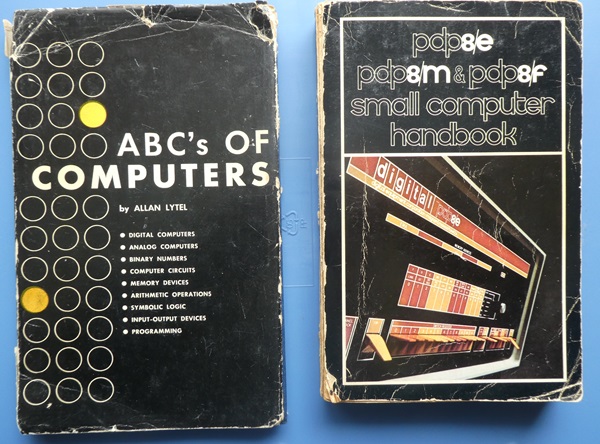 ABC's OF
COMPUTERS
by ALLAN LYTEL
DIGITAL COMPUTERS
ANALOG COMPUTERS
BINARY NUMBERS
COMPUTER CIRCUITS
MEMORY DEVICES
ARITHMETIC OPERATIONS
SYMBOLIC LOGIC
INPUT-OUTPUT DEVICES
PROGRAMMING
pdp8/e
pdp8/m & pdp8/f
small computer
handbook
digital pdp8/e